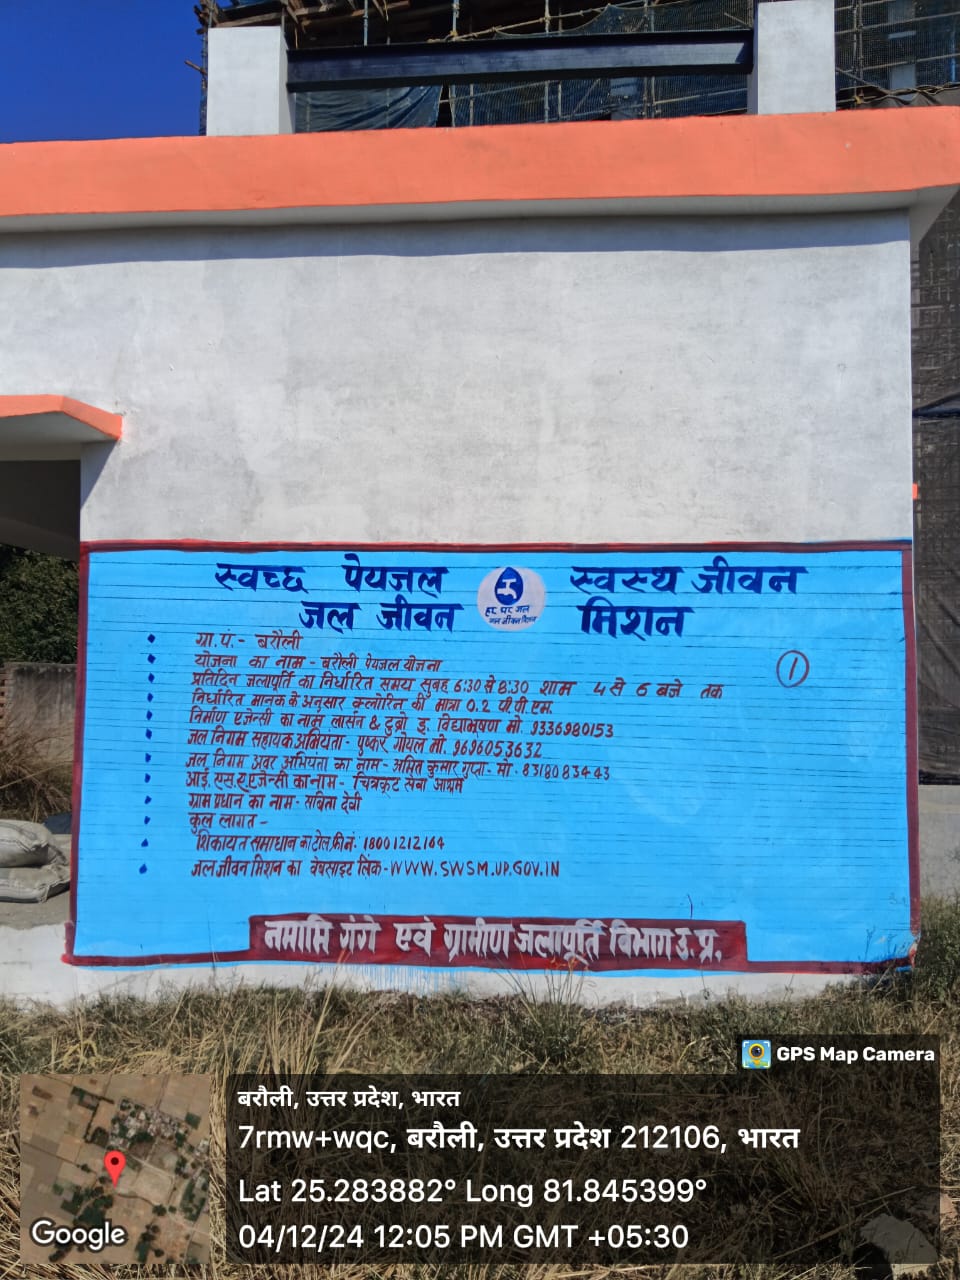 स्वच्छ पेयजल स्वस्थ जीवन
जल जीवन मिशन
हर घर जल
जल जीवन मिशन
1
ग्रा.प.- बरौली
योजना का नाम - बरौली पेयजल योजना
प्रतिदिन जलापूर्ति का निर्धारित समय सुबह 6:30 से 8:30 शाम 4 से 6 बजे तक
निर्धारित मानक के अनुसार क्लोरिन की मात्रा 0.2 पी.पी.एम.
निर्माण एजेन्सी का नाम लार्सन & टुब्रो इ. विद्याभूषण मो. 9336980153
जल निगम सहायक अभियंता - पुष्कर गोयल मो. 9696053632
जल निगम अवर अभियंता का नाम - अमित कुमार गुप्ता - मो. 8318083443
आई.एस.ए. एजेन्सी का नाम - चित्रकूट सेवा आश्रम
ग्राम प्रधान का नाम - सबिता देवी
कुल लागत -
शिकायत समाधान का टोल.फ्री.नं. 18001212164
जल जीवन मिशन का वेबसाइट लिंक-WWW.SWSM.UP.GOV.IN
नमामि गंगे एवं ग्रामीण जलापूर्ति विभाग उ.प्र.
GPS Map Camera
बरौली, उत्तर प्रदेश, भारत
7rmw+wqc, बरौली, उत्तर प्रदेश 212106, भारत
Lat 25.283882° Long 81.845399°
04/12/24 12:05 PM GMT +05:30
Google